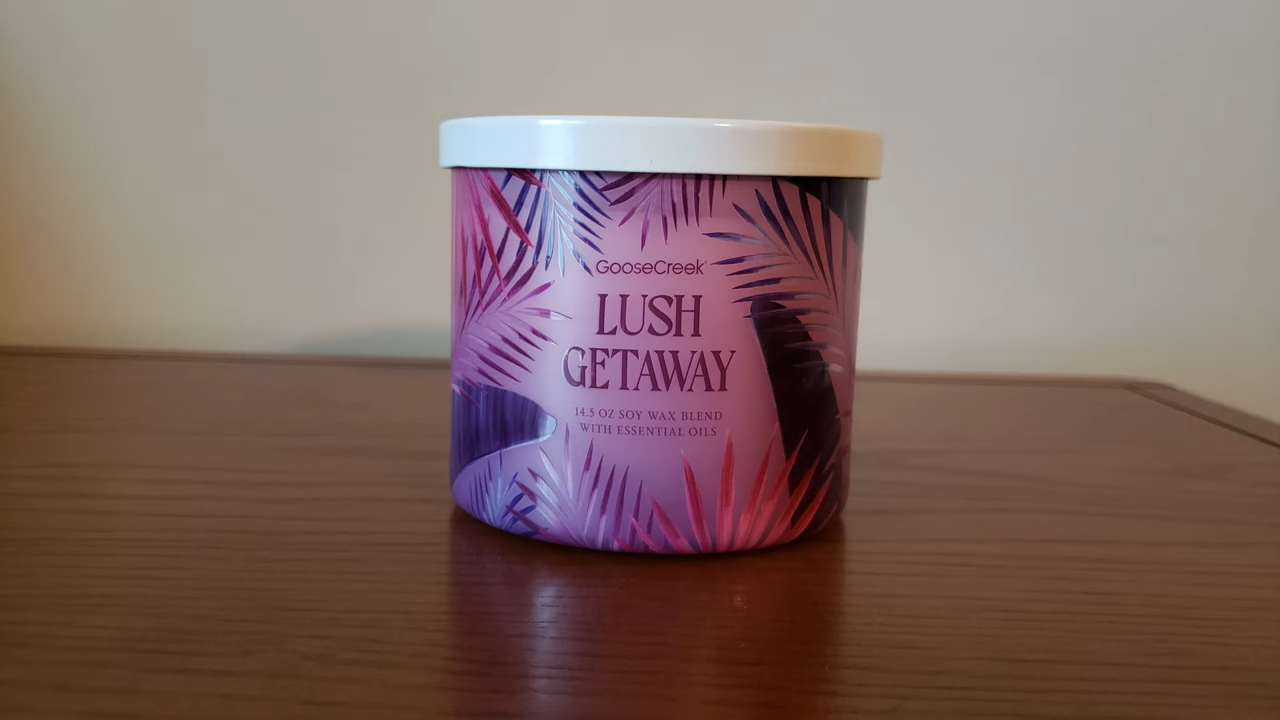 GooseCreek
LUSH
GETAWAY
14.5 OZ SOY WAX BLEND
WITH ESSENTIAL OILS